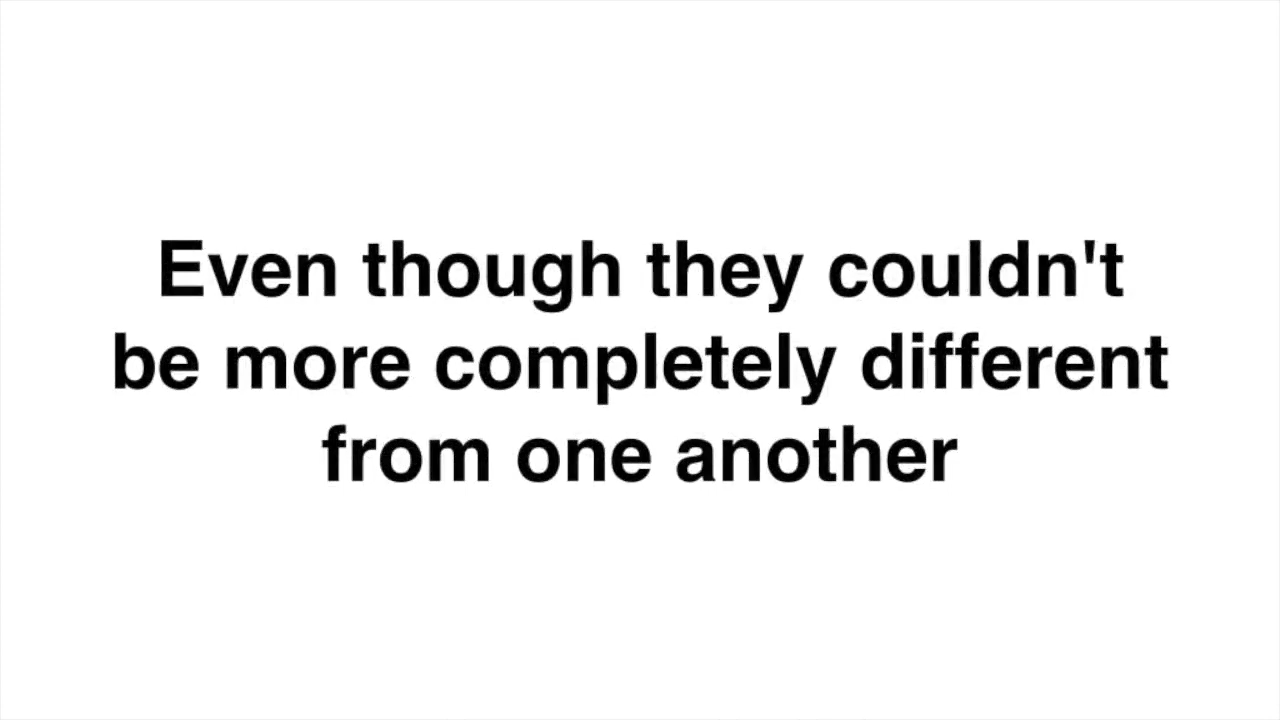 Even though they couldn't
be more completely different
from one another